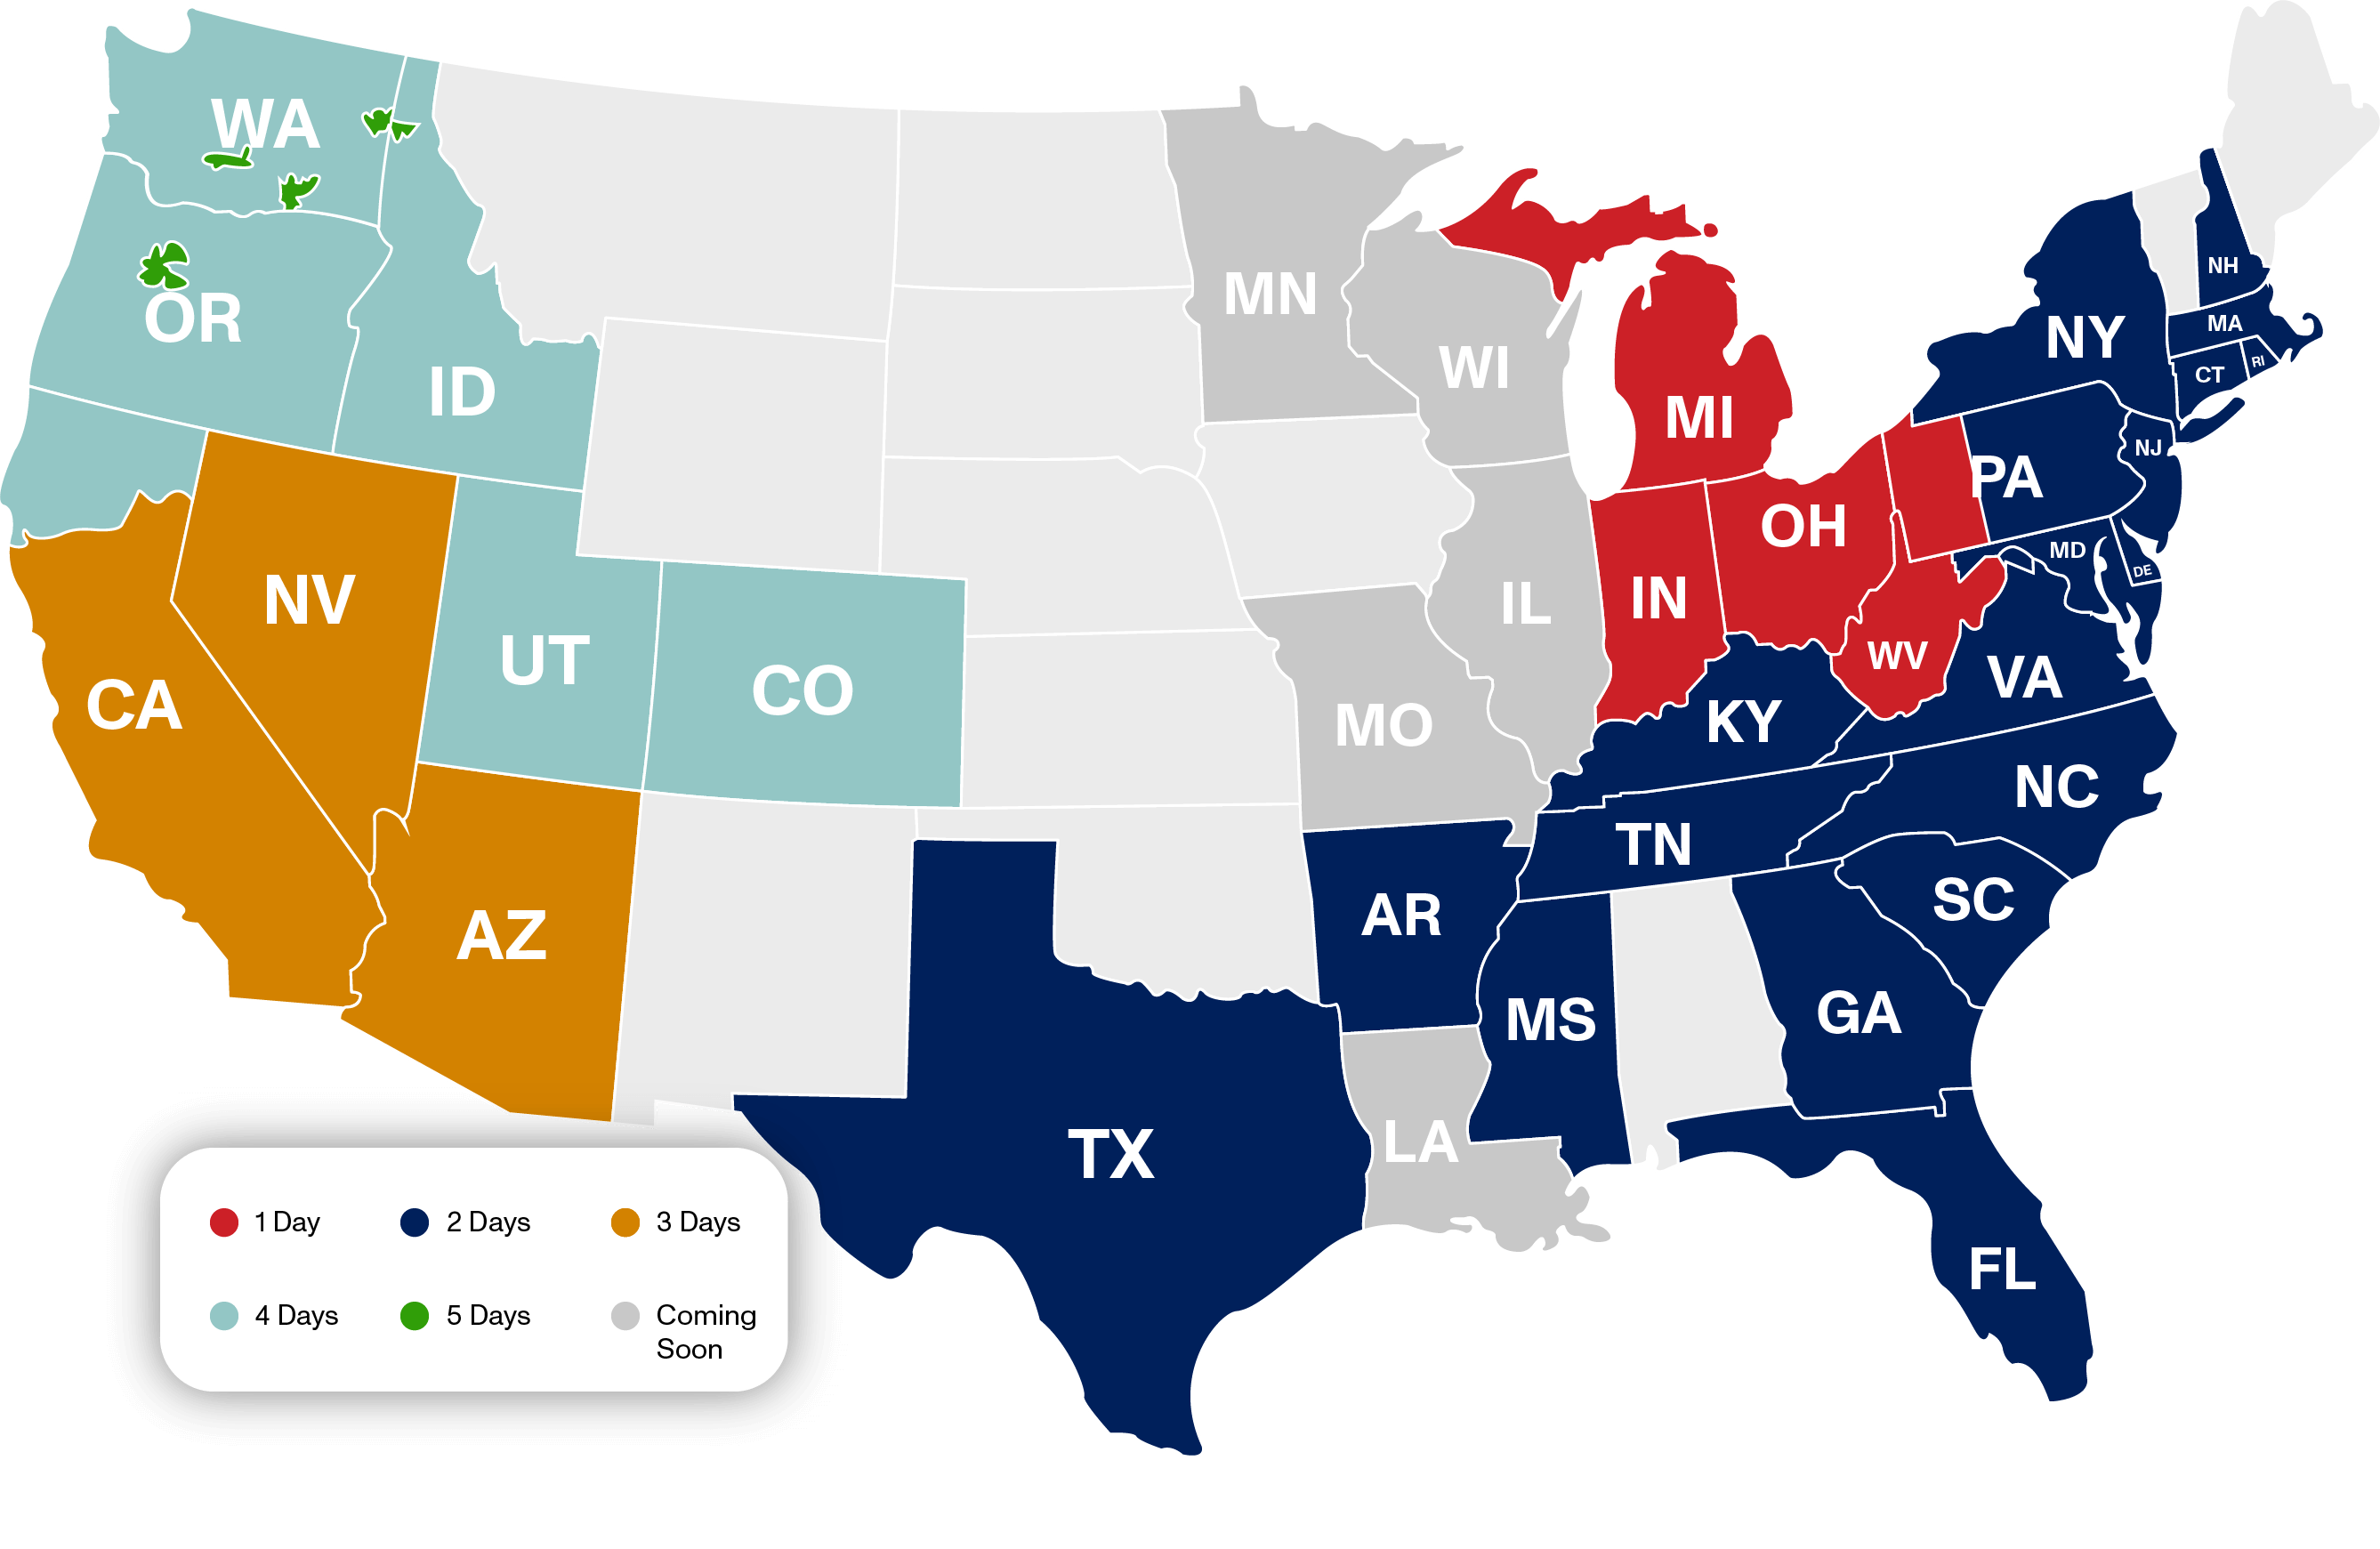 WA
OR
ID
MN
WI
MI
NH
NY
MA
CT
RI
PA
NJ
OH
MD
DE
NV
IN
IL
UT
CO
CA
WV
VA
MO
KY
NC
TN
AR
SC
AZ
MS
GA
TX
LA
FL
1 Day
2 Days
3 Days
4 Days
5 Days
Coming
Soon